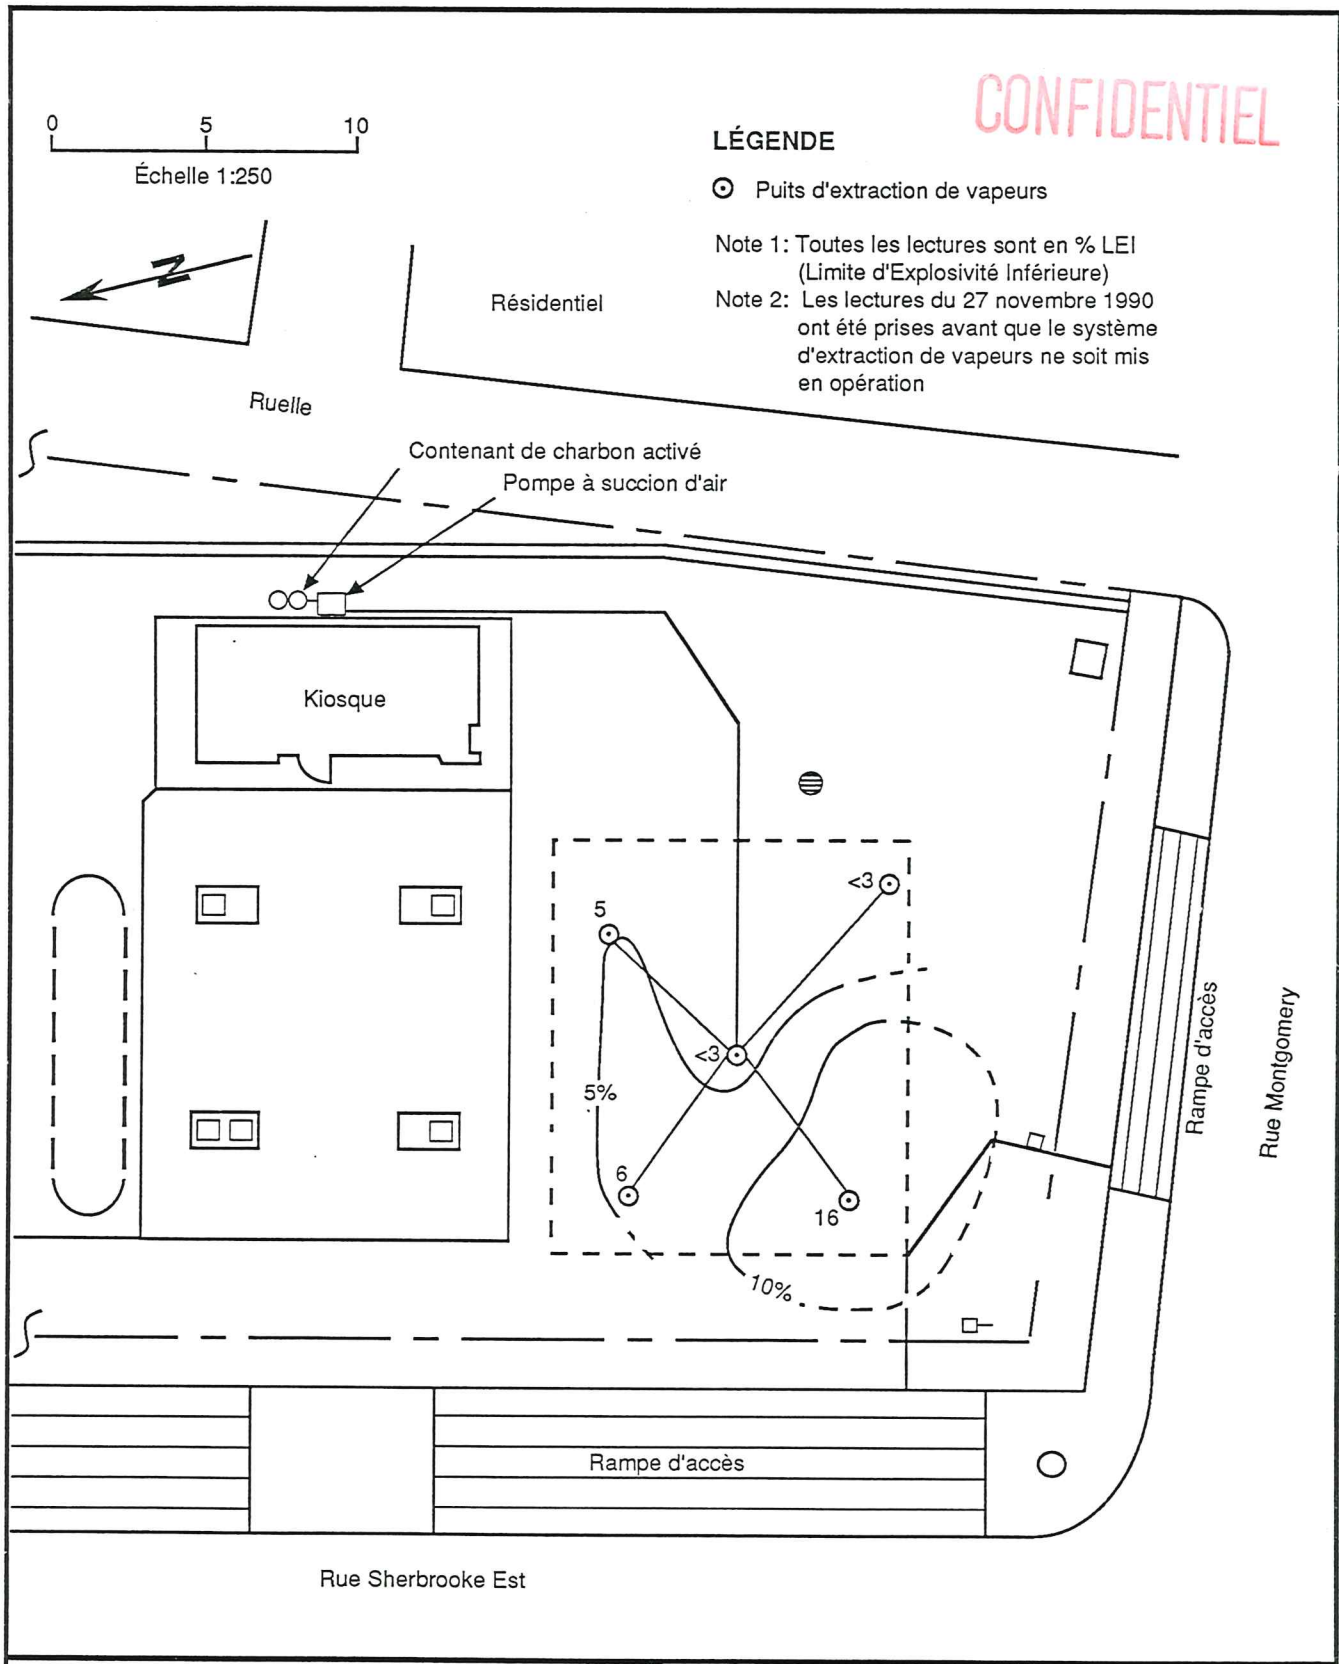 CONFIDENTIEL
0 5 10
Échelle 1:250
LÉGENDE
Puits d'extraction de vapeurs
Note 1: Toutes les lectures sont en % LEI
(Limite d'Explosivité Inférieure)
Note 2: Les lectures du 27 novembre 1990
ont été prises avant que le système
d'extraction de vapeurs ne soit mis
en opération
N
Résidentiel
Ruelle
Contenant de charbon activé
Pompe à succion d'air
Kiosque
<3
5
<3
5%
6
16
10%
Rampe d'accès
Rue Montgomery
Rampe d'accès
Rue Sherbrooke Est